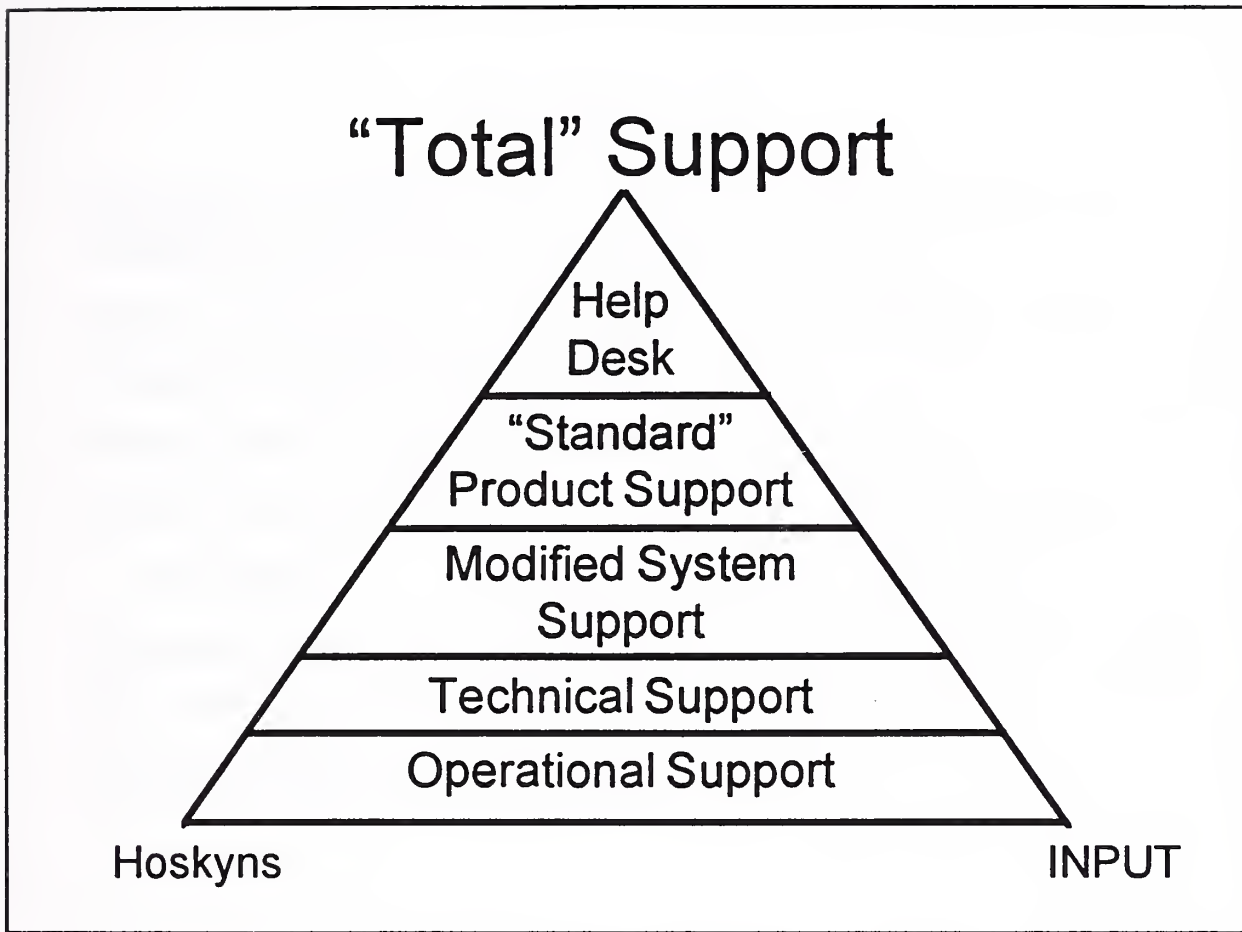 “Total” Support
Help
Desk
“Standard”
Product Support
Modified System
Support
Technical Support
Operational Support
Hoskyns
INPUT